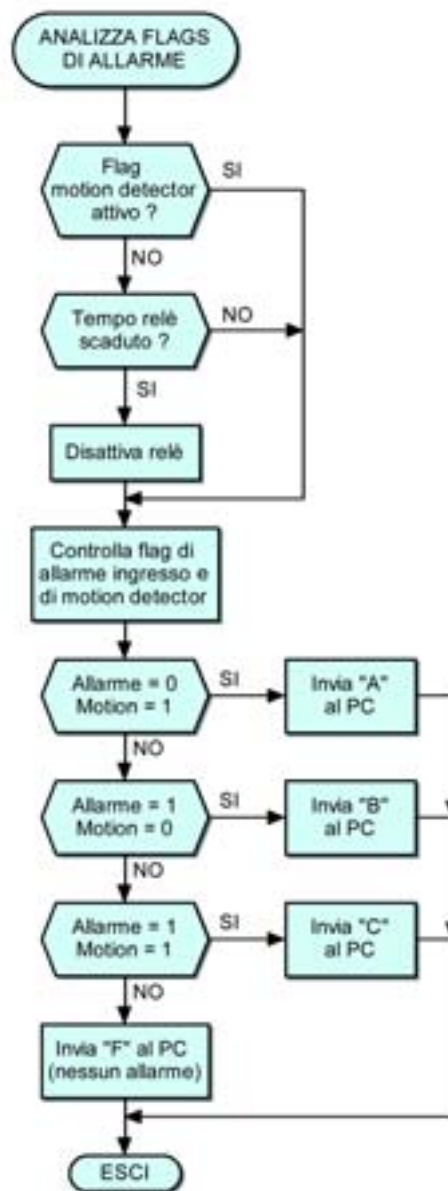 ANALIZZA FLAGS
DI ALLARME
Flag
motion detector
attivo ?
SI
NO
Tempo relè
scaduto ?
NO
SI
Disattiva relè
Controlla flag di
allarme ingresso e
di motion detector
Allarme = 0
Motion = 1
SI
Invia "A"
al PC
NO
Allarme = 1
Motion = 0
SI
Invia "B"
al PC
NO
Allarme = 1
Motion = 1
SI
Invia "C"
al PC
NO
Invia "F" al PC
(nessun allarme)
ESCI